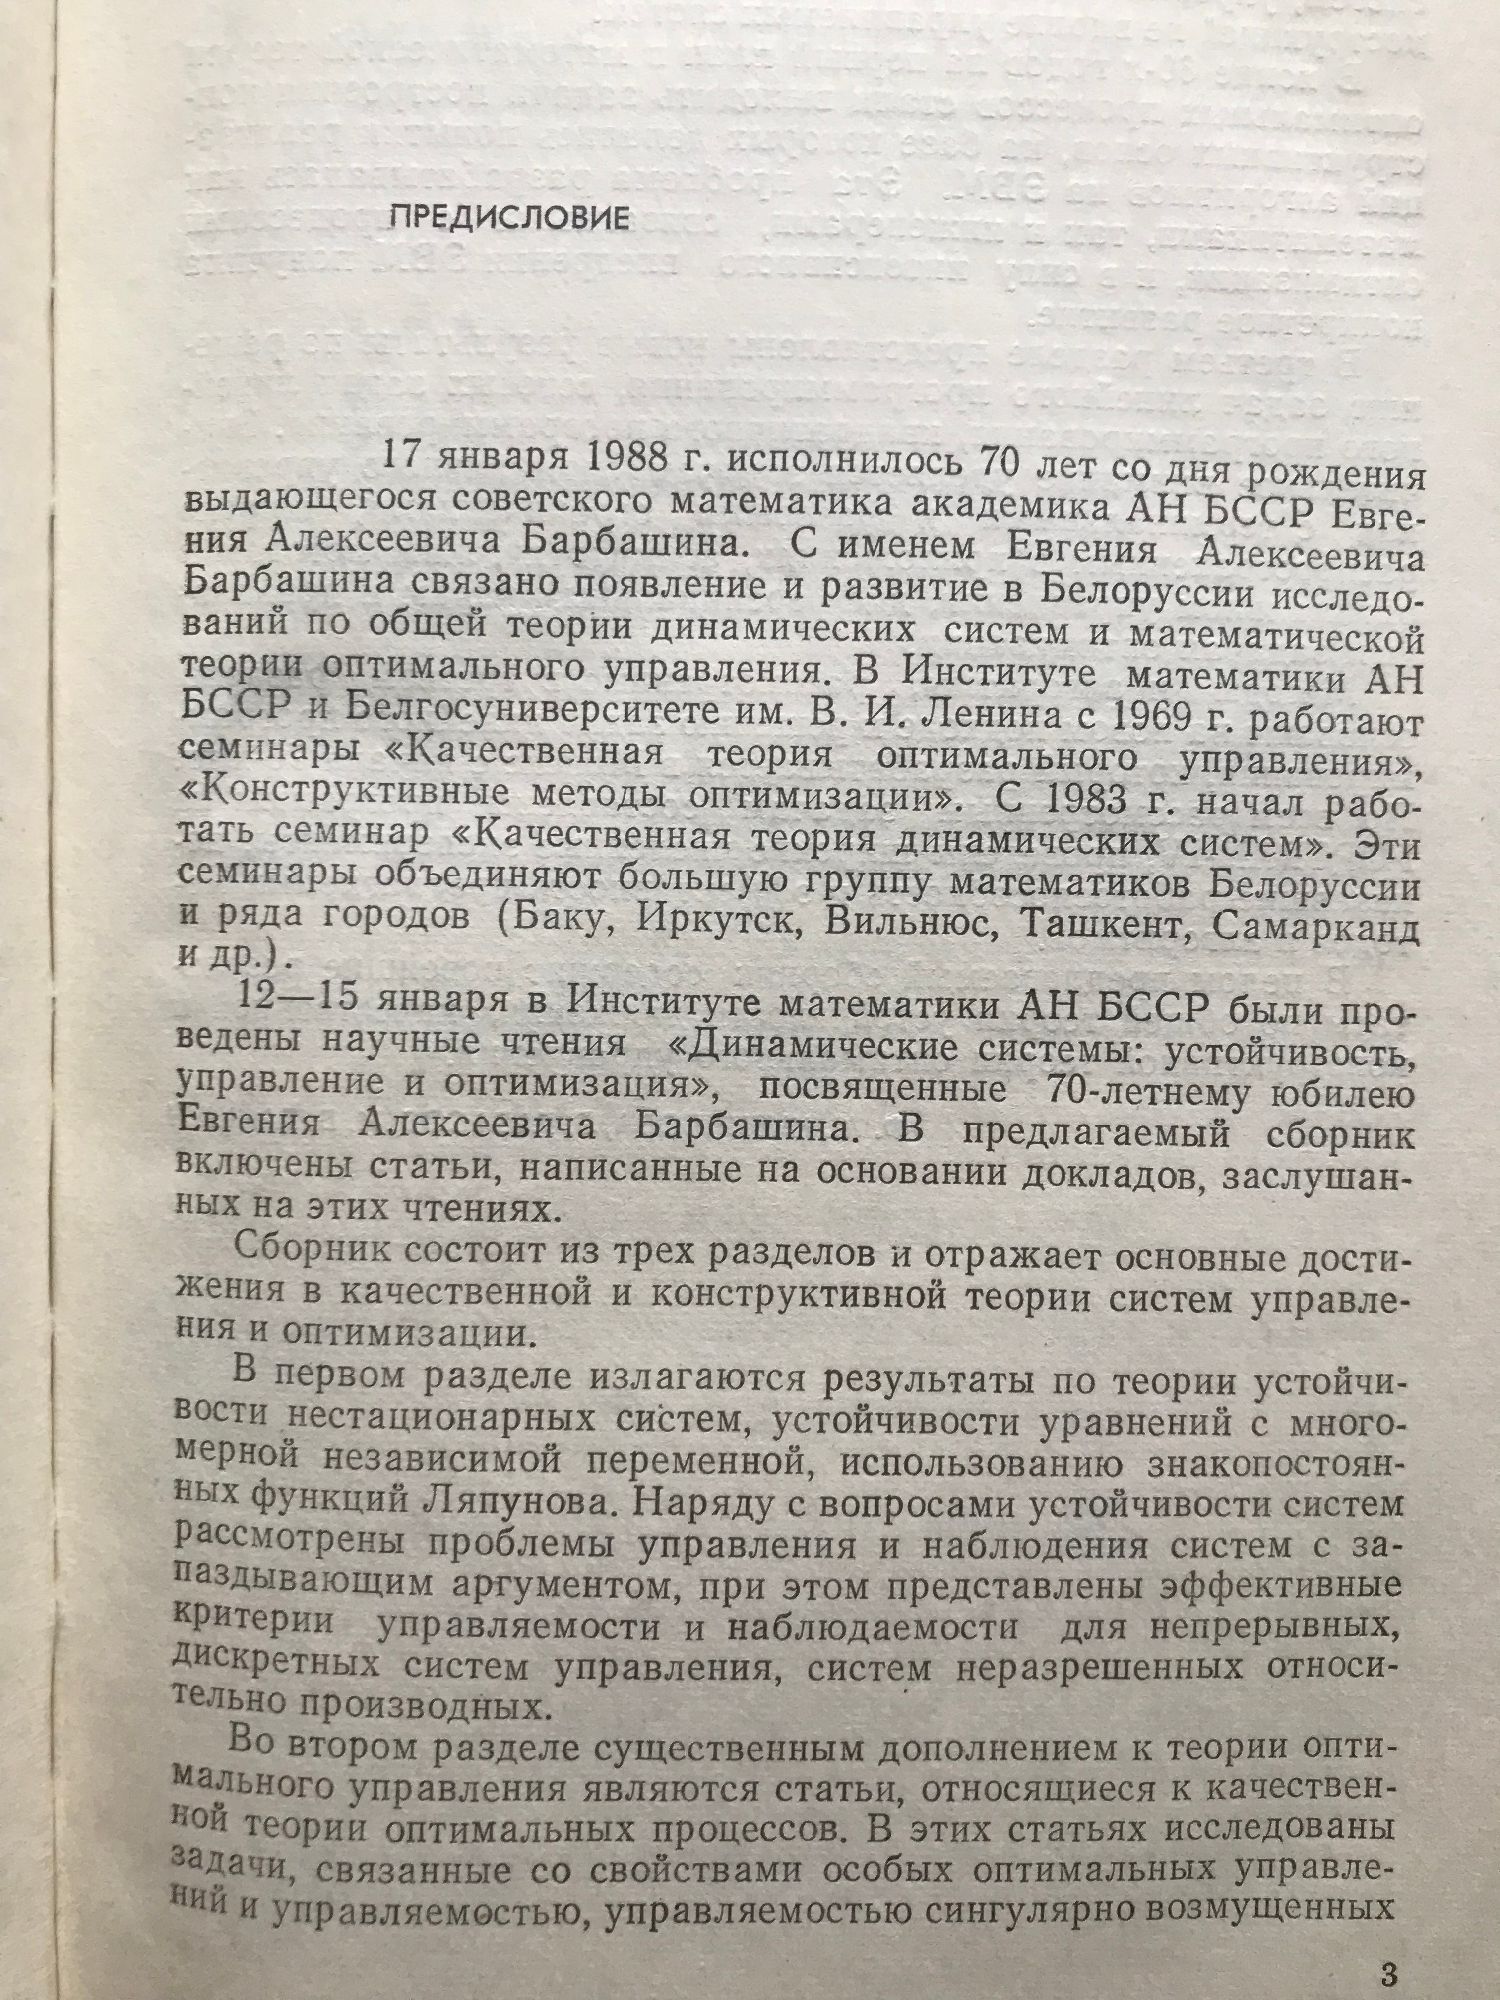 ПРЕДИСЛОВИЕ
17 января 1988 г. исполнилось 70 лет со дня рождения
выдающегося советского математика академика АН БССР Евге-
ния Алексеевича Барбашина. С именем Евгения Алексеевича
Барбашина связано появление и развитие в Белоруссии исследо-
ваний по общей теории динамических систем и математической
теории оптимального управления. В Институте математики АН
БССР и Белгосуниверситете им. В. И. Ленина с 1969 г. работают
семинары «Качественная теория оптимального управления»,
«Конструктивные методы оптимизации». С 1983 г. начал рабо-
тать семинар «Качественная теория динамических систем». Эти
семинары объединяют большую группу математиков Белоруссии
и ряда городов (Баку, Иркутск, Вильнюс, Ташкент, Самарканд
и др.).
12—15 января в Институте математики АН БССР были про-
ведены научные чтения «Динамические системы: устойчивость,
управление и оптимизация», посвященные 70-летнему юбилею
Евгения Алексеевича Барбашина. В предлагаемый сборник
включены статьи, написанные на основании докладов, заслушан-
ных на этих чтениях.
Сборник состоит из трех разделов и отражает основные дости-
жения в качественной и конструктивной теории систем управле-
ния и оптимизации.
В первом разделе излагаются результаты по теории устойчи-
вости нестационарных систем, устойчивости уравнений с много-
мерной независимой переменной, использованию знакопостоян-
ных функций Ляпунова. Наряду с вопросами устойчивости систем
рассмотрены проблемы управления и наблюдения систем с за-
паздывающим аргументом, при этом представлены эффективные
критерии управляемости и наблюдаемости для непрерывных,
дискретных систем управления, систем неразрешенных относи-
тельно производных.
Во втором разделе существенным дополнением к теории опти-
мального управления являются статьи, относящиеся к качествен-
ной теории оптимальных процессов. В этих статьях исследованы
задачи, связанные со свойствами особых оптимальных управле-
ний и управляемостью, управляемостью сингулярно возмущенных
3